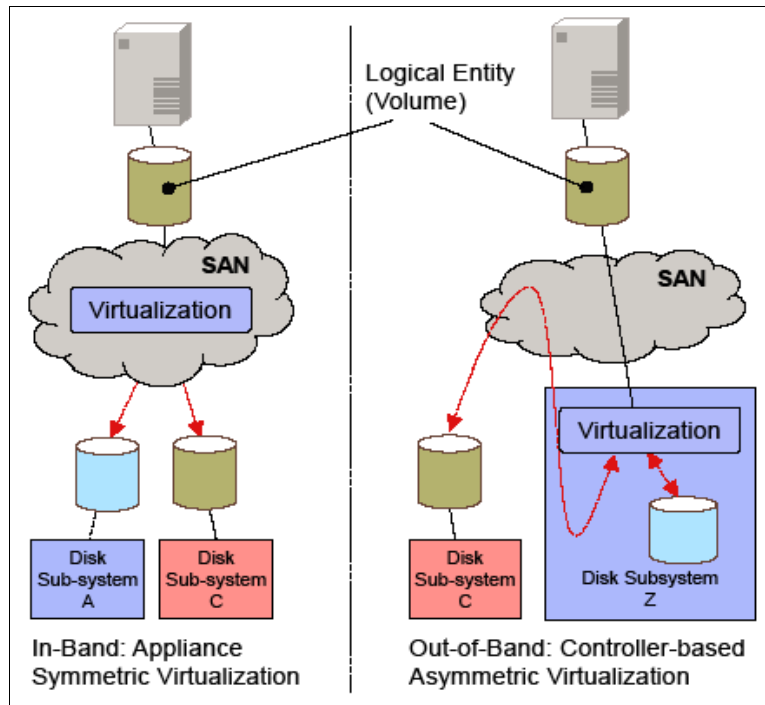 Logical Entity
(Volume)
SAN
Virtualization
Disk
Sub-system
A
Disk
Sub-system
C
In-Band: Appliance
Symmetric Virtualization
SAN
Virtualization
Disk
Sub-system
C
Disk Subsystem
Z
Out-of-Band: Controller-based
Asymmetric Virtualization